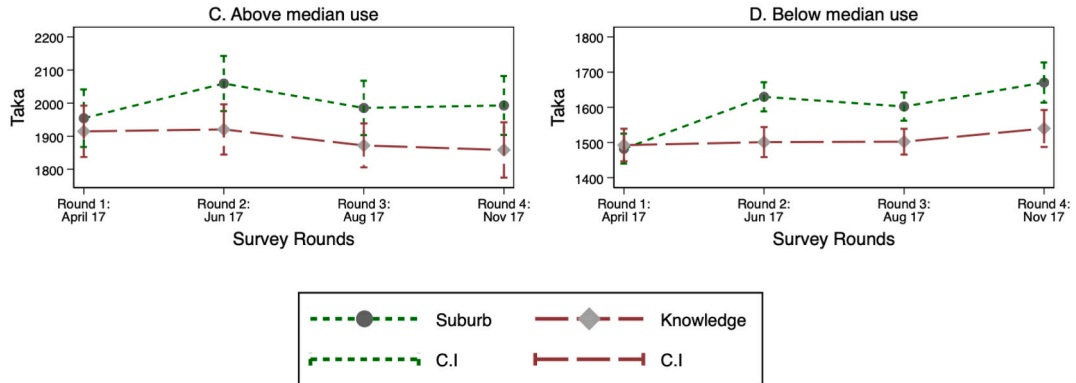 C. Above median use
2200
2100
2000
1900
1800
Taka
Round 1:
April 17
Round 2:
Jun 17
Round 3:
Aug 17
Round 4:
Nov 17
Survey Rounds
D. Below median use
1800
1700
1600
1500
1400
Taka
Round 1:
April 17
Round 2:
Jun 17
Round 3:
Aug 17
Round 4:
Nov 17
Survey Rounds
Suburb
Knowledge
C.I
C.I